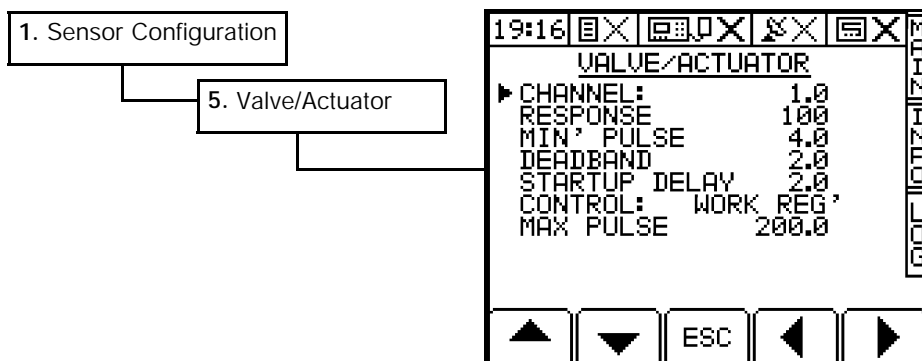 1. Sensor Configuration
5. Valve/Actuator
19:16
VALVE/ACTUATOR
CHANNEL: 1.0
RESPONSE 100
MIN' PULSE 4.0
DEADBAND 2.0
STARTUP DELAY 2.0
CONTROL: WORK REG'
MAX PULSE 200.0
ESC